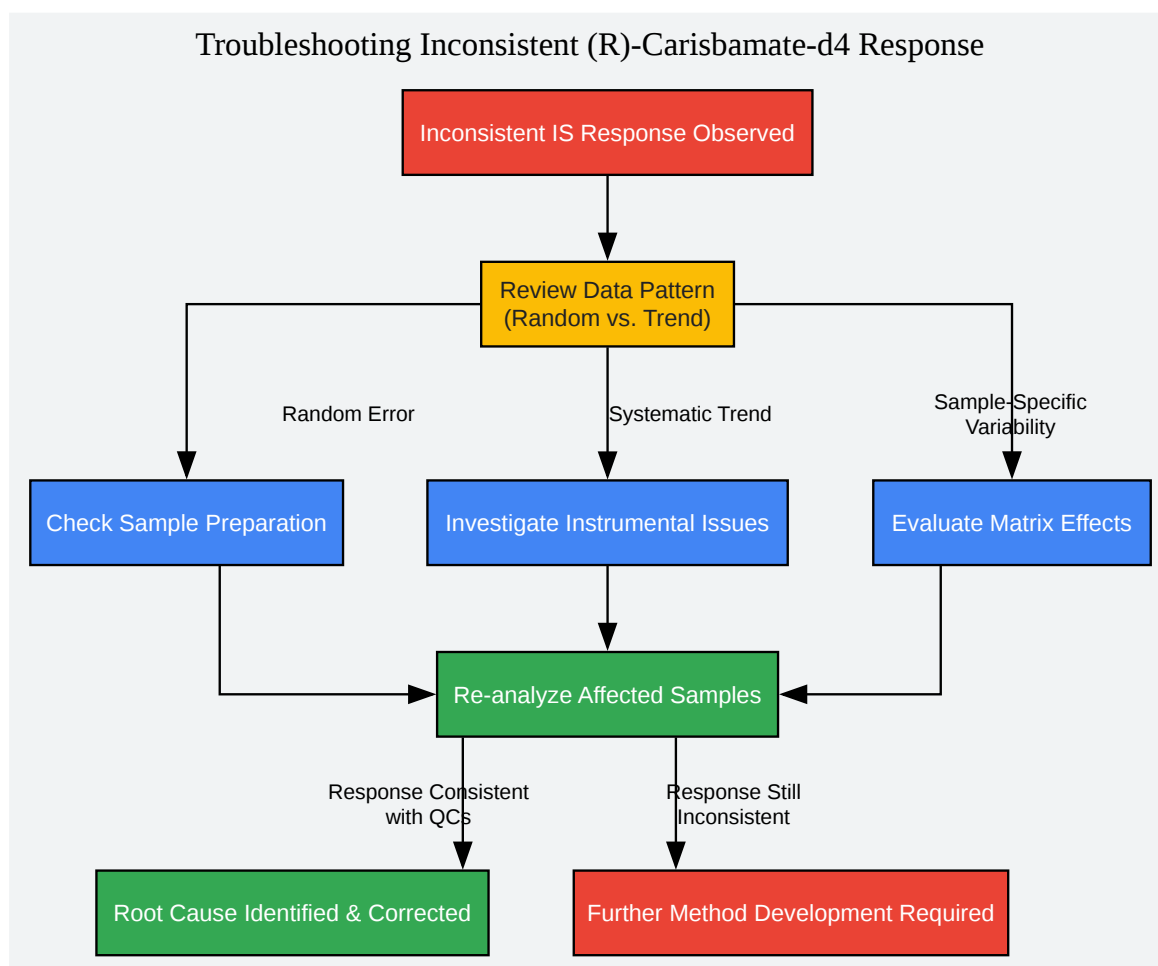 Troubleshooting Inconsistent (R)-Carisbamate-d4 Response
Inconsistent IS Response Observed
Review Data Pattern
(Random vs. Trend)
Random Error
Systematic Trend
Sample-Specific
Variability
Check Sample Preparation
Investigate Instrumental Issues
Evaluate Matrix Effects
Re-analyze Affected Samples
Response Consistent
with QCs
Response Still
Inconsistent
Root Cause Identified & Corrected
Further Method Development Required